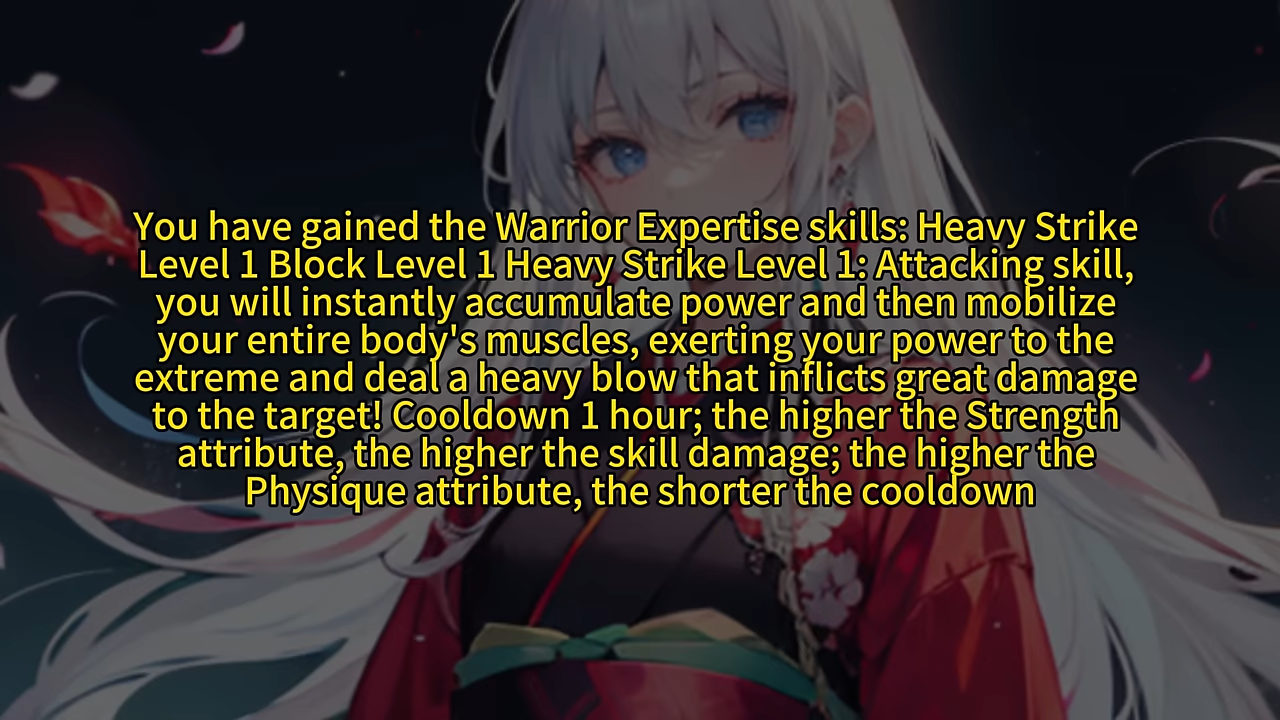 You have gained the Warrior Expertise skills: Heavy Strike
Level 1 Block Level 1 Heavy Strike Level 1: Attacking skill,
you will instantly accumulate power and then mobilize
your entire body's muscles, exerting your power to the
extreme and deal a heavy blow that inflicts great damage
to the target! Cooldown 1 hour; the higher the Strength
attribute, the higher the skill damage; the higher the
Physique attribute, the shorter the cooldown